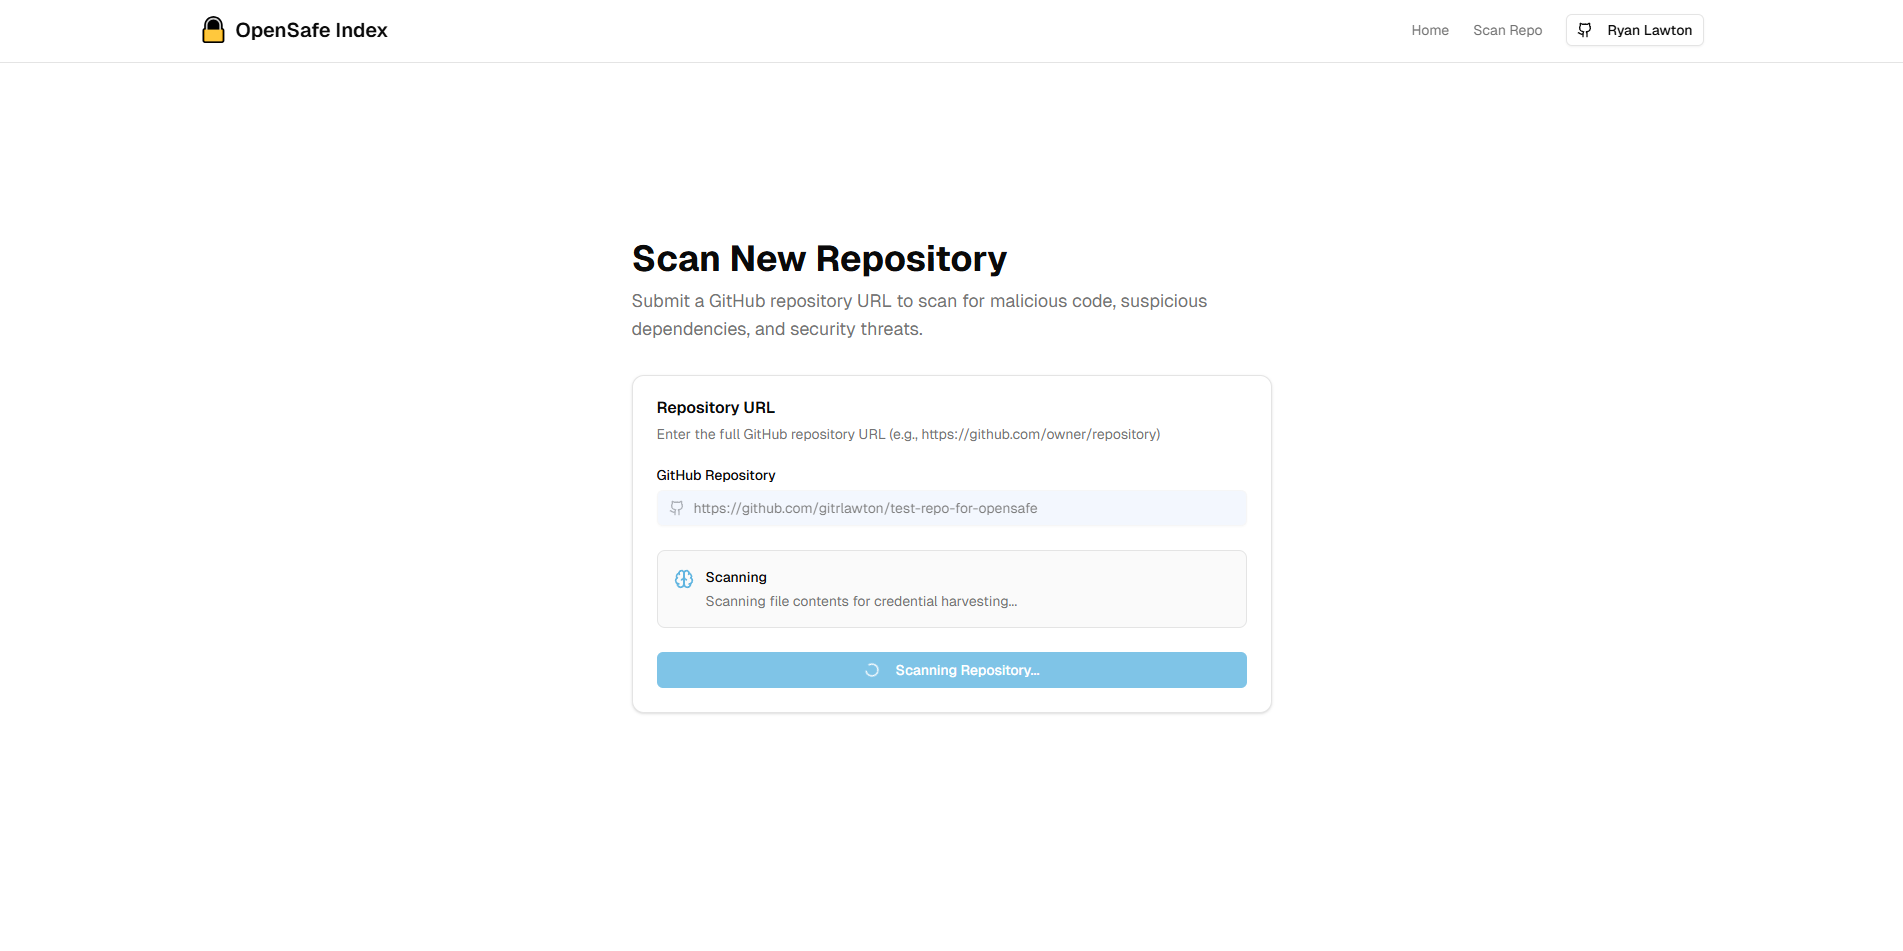 OpenSafe Index
Home
Scan Repo
Ryan Lawton
Scan New Repository
Submit a GitHub repository URL to scan for malicious code, suspicious
dependencies, and security threats.
Repository URL
Enter the full GitHub repository URL (e.g., https://github.com/owner/repository)
GitHub Repository
https://github.com/gitrlawton/test-repo-for-opensafe
Scanning
Scanning file contents for credential harvesting...
Scanning Repository...